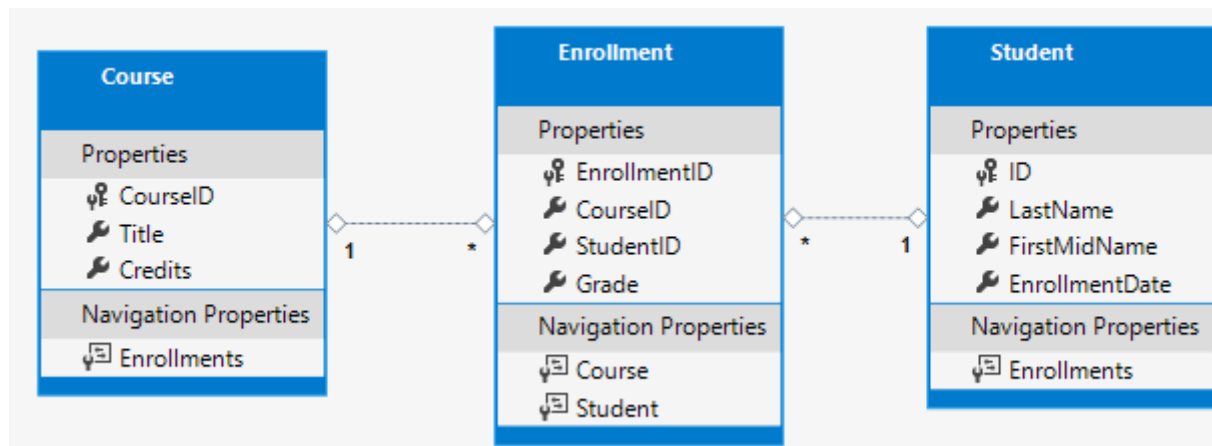 Course
Properties
CourseID
Title
Credits
Navigation Properties
Enrollments
1
*
Enrollment
Properties
EnrollmentID
CourseID
StudentID
Grade
Navigation Properties
Course
Student
*
1
Student
Properties
ID
LastName
FirstMidName
EnrollmentDate
Navigation Properties
Enrollments